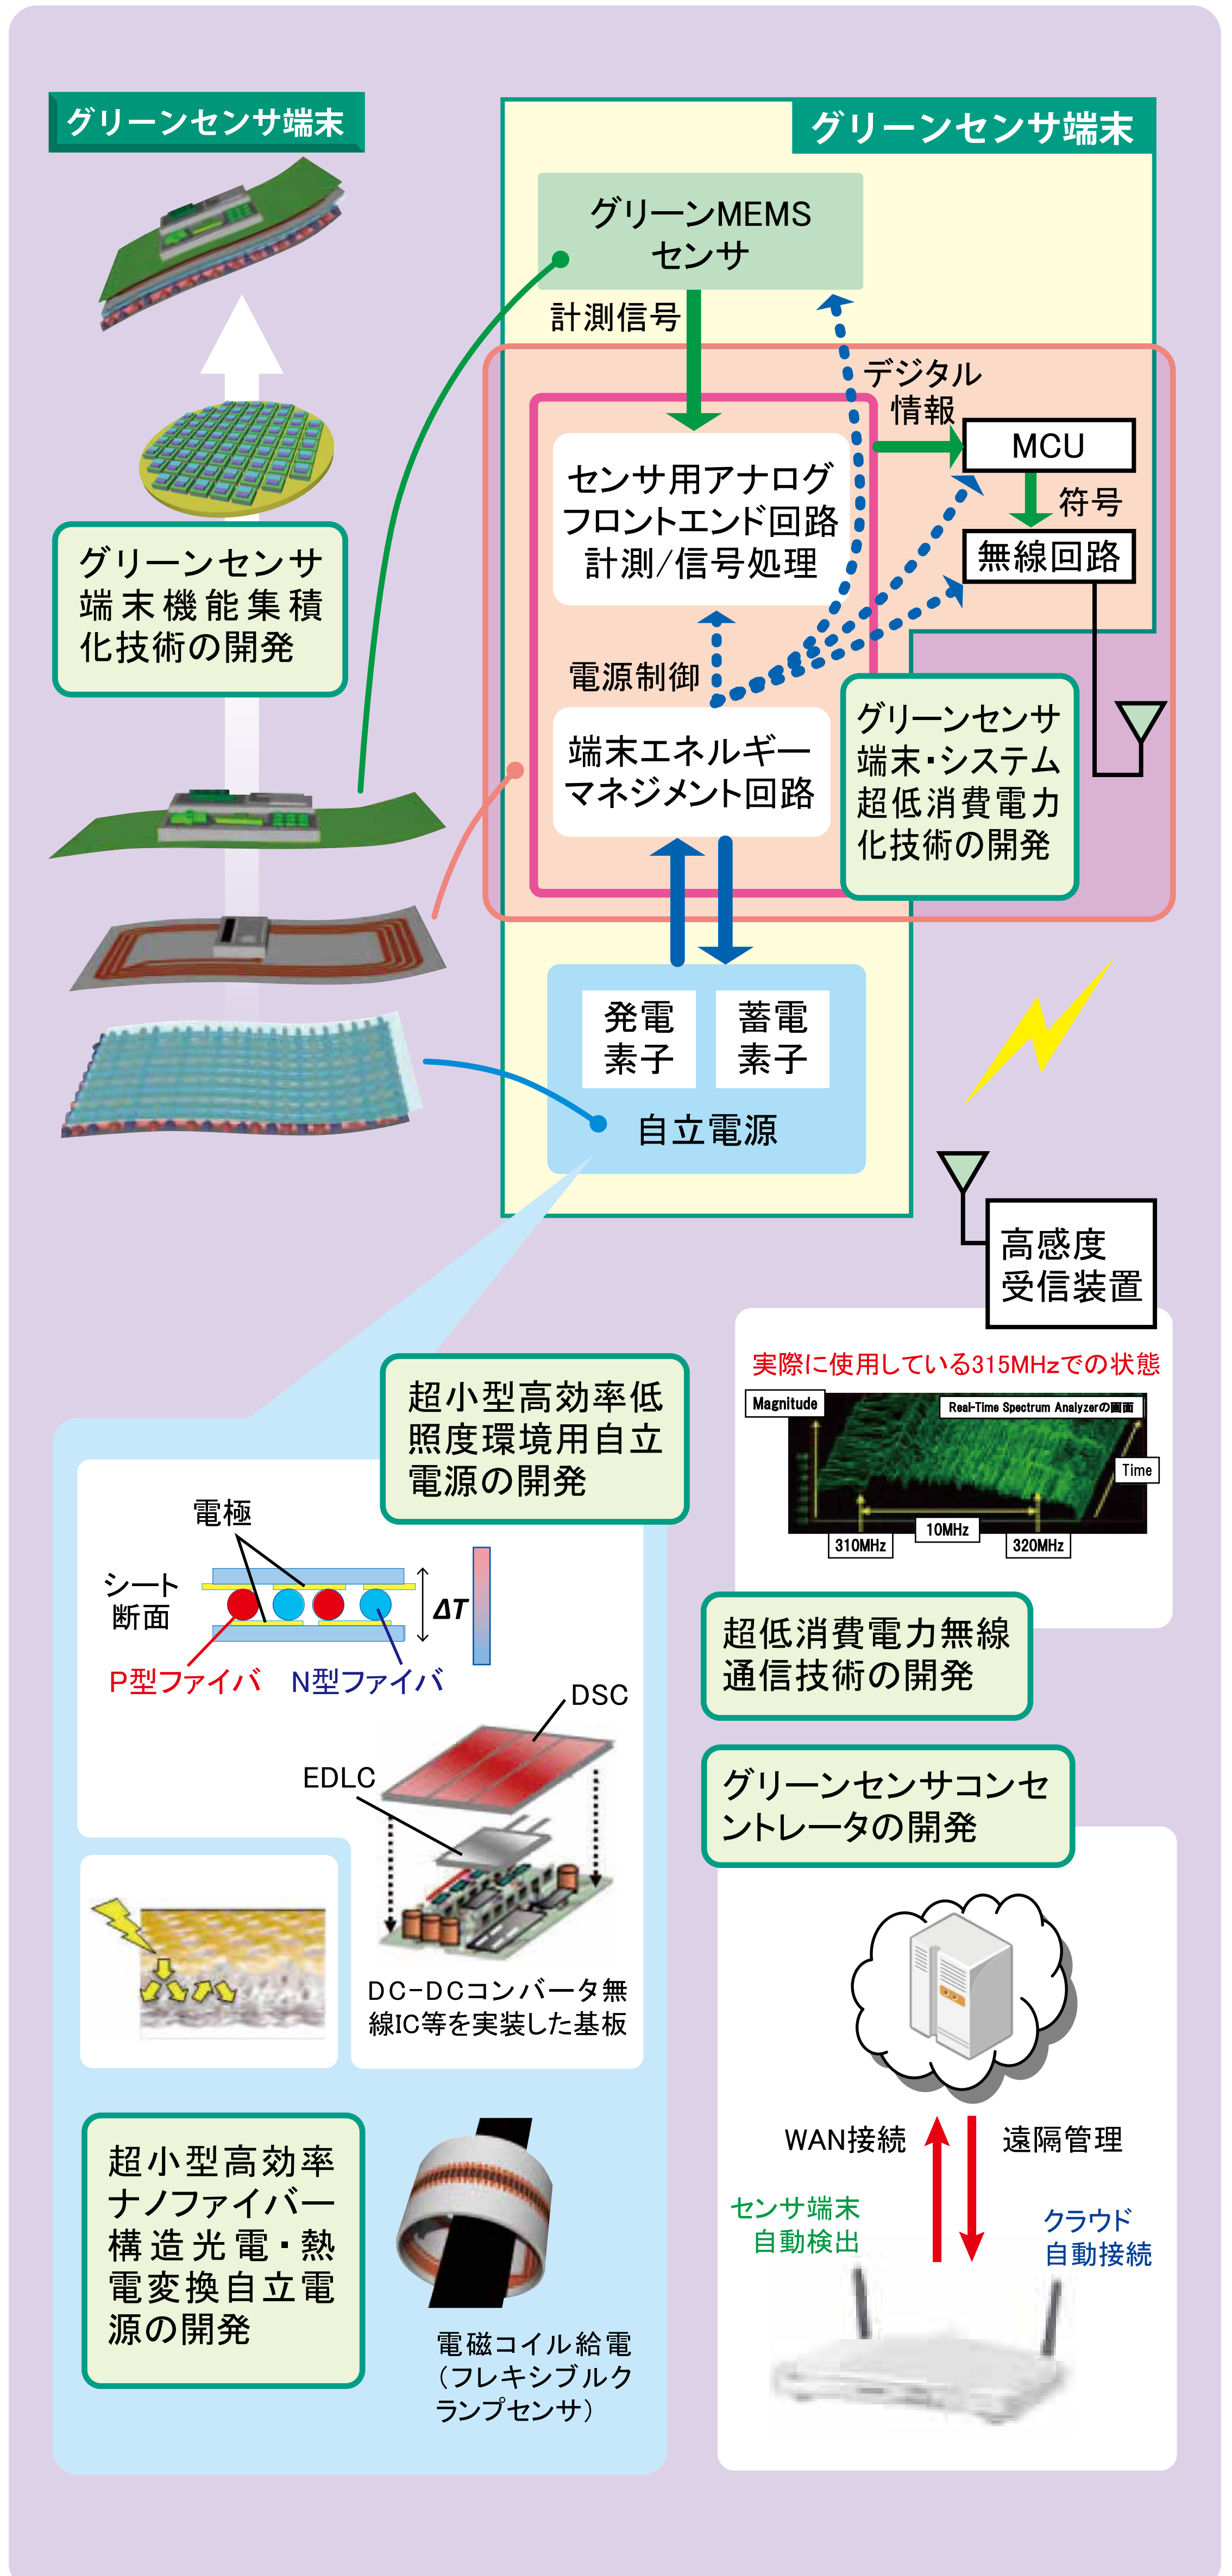 グリーンセンサ端末
グリーンセンサ端末
グリーンMEMS
センサ
計測信号
デジタル
情報
MCU
符号
無線回路
センサ用アナログ
フロントエンド回路
計測/信号処理
グリーンセンサ
端末機能集積
化技術の開発
電源制御
端末エネルギー
マネジメント回路
グリーンセンサ
端末・システム
超低消費電力
化技術の開発
発電
素子
蓄電
素子
自立電源
高感度
受信装置
実際に使用している315MHzでの状態
Magnitude
Real-Time Spectrum Analyzerの画面
Time
10MHz
310MHz
320MHz
超低消費電力無線
通信技術の開発
超小型高効率低
照度環境用自立
電源の開発
電極
シート
断面
ΔT
P型ファイバ
N型ファイバ
DSC
EDLC
DC-DCコンバータ無
線IC等を実装した基板
超小型高効率
ナノファイバー
構造光電・熱
電変換自立電
源の開発
電磁コイル給電
(フレキシブルク
ランプセンサ)
グリーンセンサコンセ
ントレータの開発
WAN接続
遠隔管理
センサ端末
自動検出
クラウド
自動接続